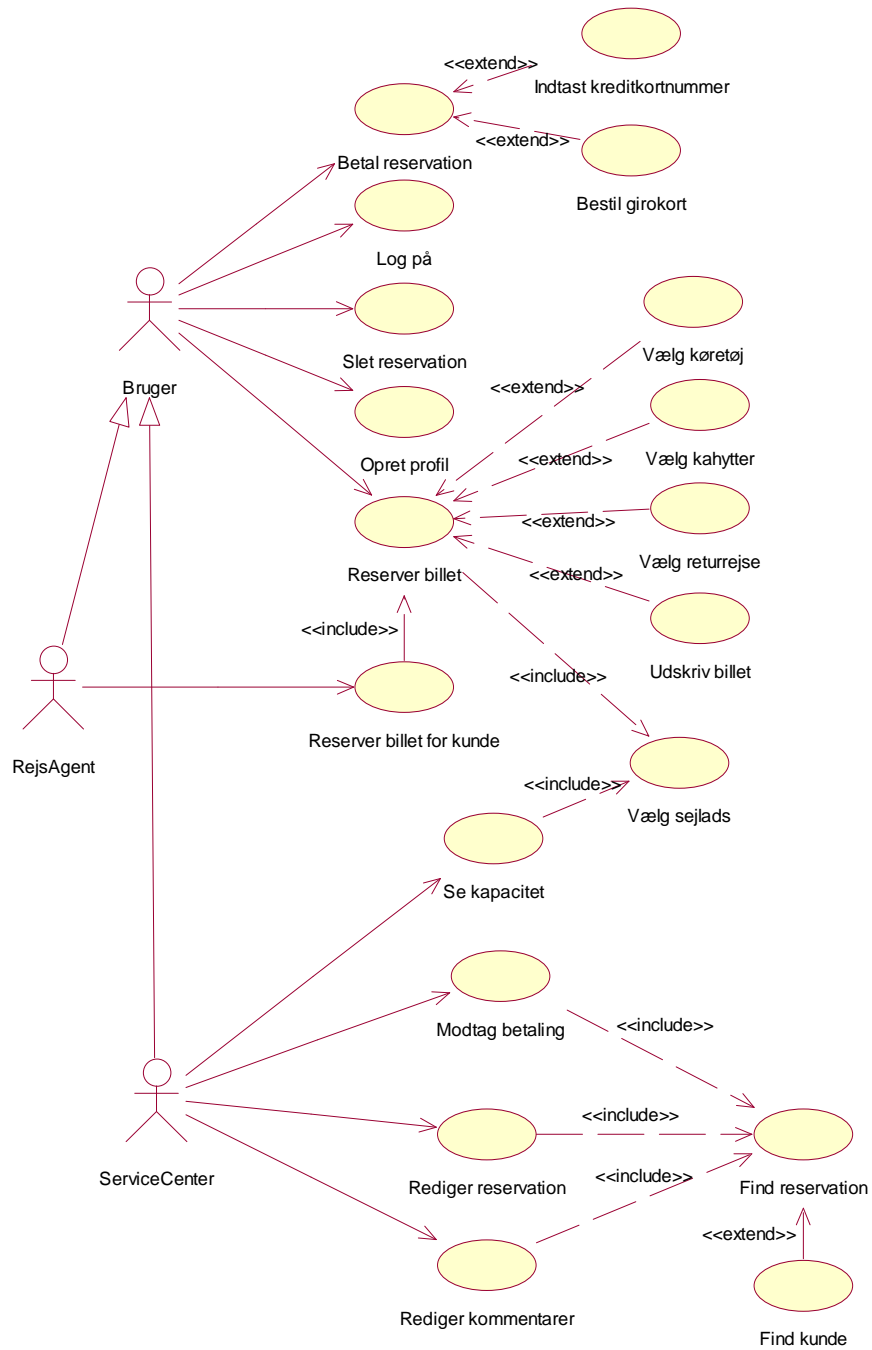 <<extend>>
Indtast kreditkortnummer
<<extend>>
Betal reservation
Bestil girokort
Log på
Bruger
Slet reservation
Vælg køretøj
<<extend>>
Opret profil
<<extend>>
Vælg kahytter
<<extend>>
Vælg returrejse
Reserver billet
<<extend>>
<<include>>
Udskriv billet
<<include>>
RejsAgent
Reserver billet for kunde
<<include>>
Vælg sejlads
Se kapacitet
Modtag betaling
<<include>>
<<include>>
ServiceCenter
Rediger reservation
<<include>>
Find reservation
<<extend>>
Rediger kommentarer
Find kunde